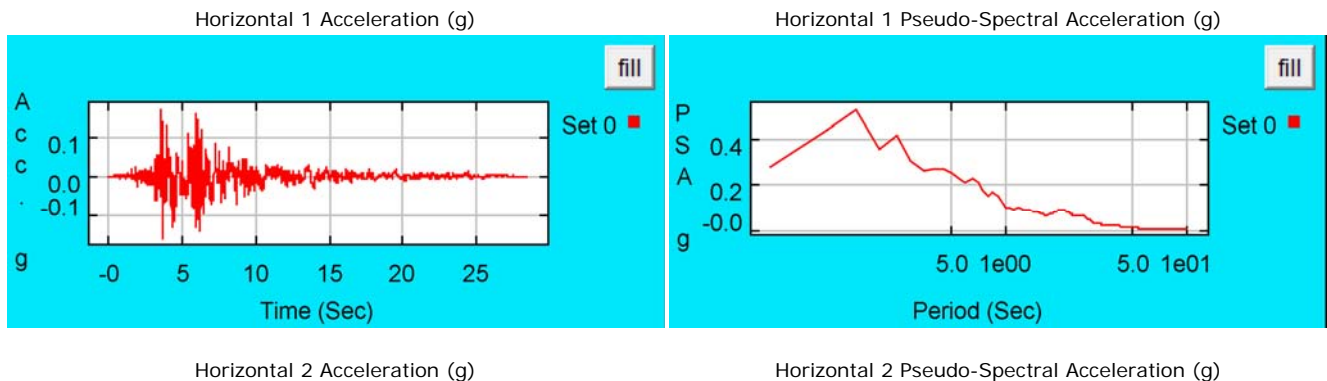 Horizontal 1 Acceleration (g)
fill
A
c
c
.
g
0.1
0.0
-0.1
Set 0
-0 5 10 15 20 25
Time (Sec)
Horizontal 1 Pseudo-Spectral Acceleration (g)
fill
P
S
A
g
0.4
0.2
-0.0
Set 0
5.0 1e00 5.0 1e01
Period (Sec)
Horizontal 2 Acceleration (g)
Horizontal 2 Pseudo-Spectral Acceleration (g)